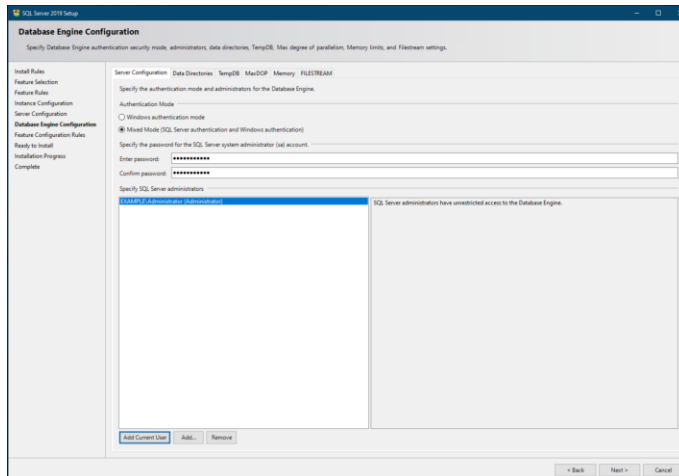 SQL Server 2019 Setup
Database Engine Configuration
Specify Database Engine authentication security mode, administrators, data directories, TempDB, Max degree of parallelism, Memory limits, and Filestream settings.
Install Rules
Feature Selection
Feature Rules
Instance Configuration
Server Configuration
Database Engine Configuration
Feature Configuration Rules
Ready to Install
Installation Progress
Complete
Server Configuration Data Directories TempDB MaxDOP Memory FILESTREAM
Specify the authentication mode and administrators for the Database Engine.
Authentication Mode
Windows authentication mode
Mixed Mode (SQL Server authentication and Windows authentication)
Specify the password for the SQL Server system administrator (sa) account.
Enter password: ●●●●●●●●●●●
Confirm password: ●●●●●●●●●●●
Specify SQL Server administrators
EXAMPLE\Administrator (Administrator)
SQL Server administrators have unrestricted access to the Database Engine.
Add Current User Add... Remove
< Back Next > Cancel